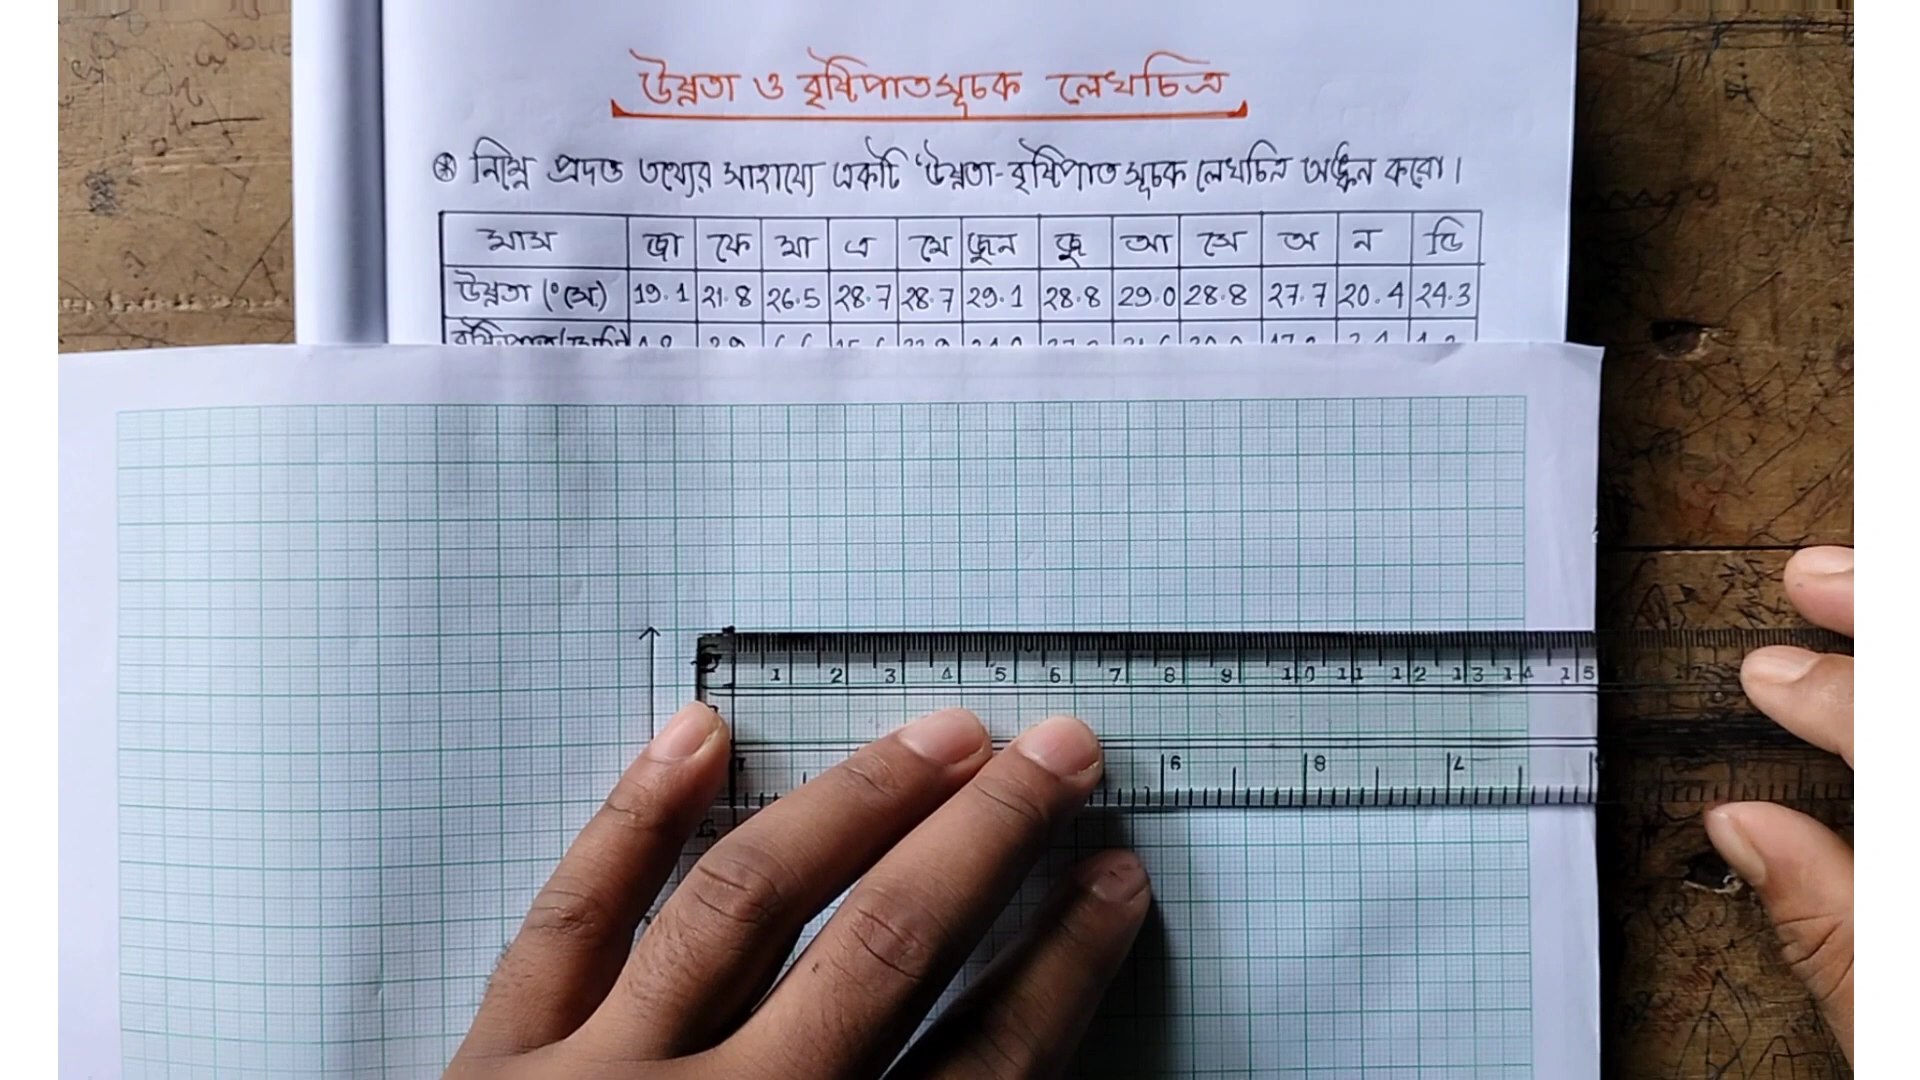 উষ্ণতা ও বৃষ্টিপাতসূচক লেখচিত্র
নিম্নে প্রদত্ত তথ্যের সাহায্যে একটি 'উষ্ণতা-বৃষ্টিপাত সূচক লেখচিত্র অঙ্কন করো।
মাস জা ফে মা এ মে জুন জু আ সে অ ন ডি
উষ্ণতা (°সে) 19.1 21.8 26.5 28.7 28.7 29.1 28.8 29.0 28.8 27.7 20.4 24.3
1 2 3 4 5 6 7 8 9 10 11 12 13 14 15
9 8 7